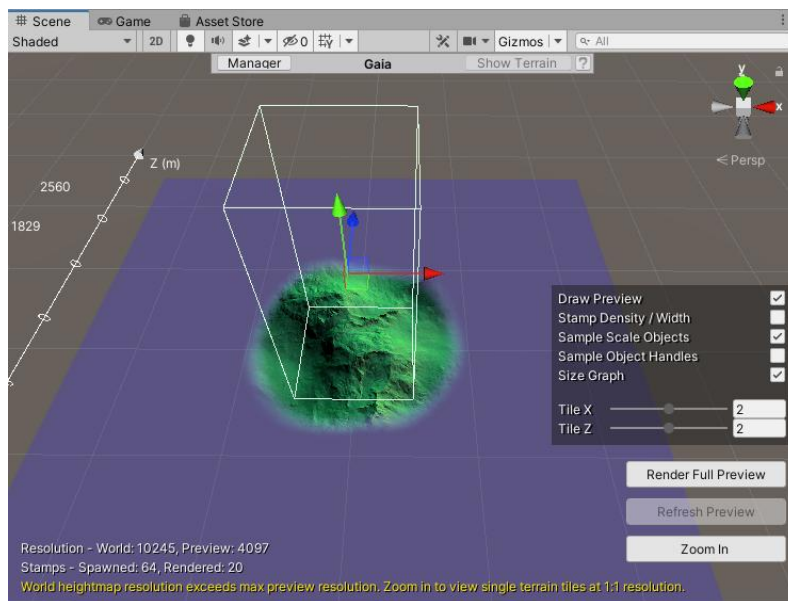 Scene Game Asset Store
Shaded 2D 0 Gizmos All
Manager Gaia Show Terrain ?
y
x
Persp
Z (m)
2560
1829
Draw Preview
Stamp Density / Width
Sample Scale Objects
Sample Object Handles
Size Graph
Tile X 2
Tile Z 2
Render Full Preview
Refresh Preview
Zoom In
Resolution - World: 10245, Preview: 4097
Stamps - Spawned: 64, Rendered: 20
World heightmap resolution exceeds max preview resolution. Zoom in to view single terrain tiles at 1:1 resolution.